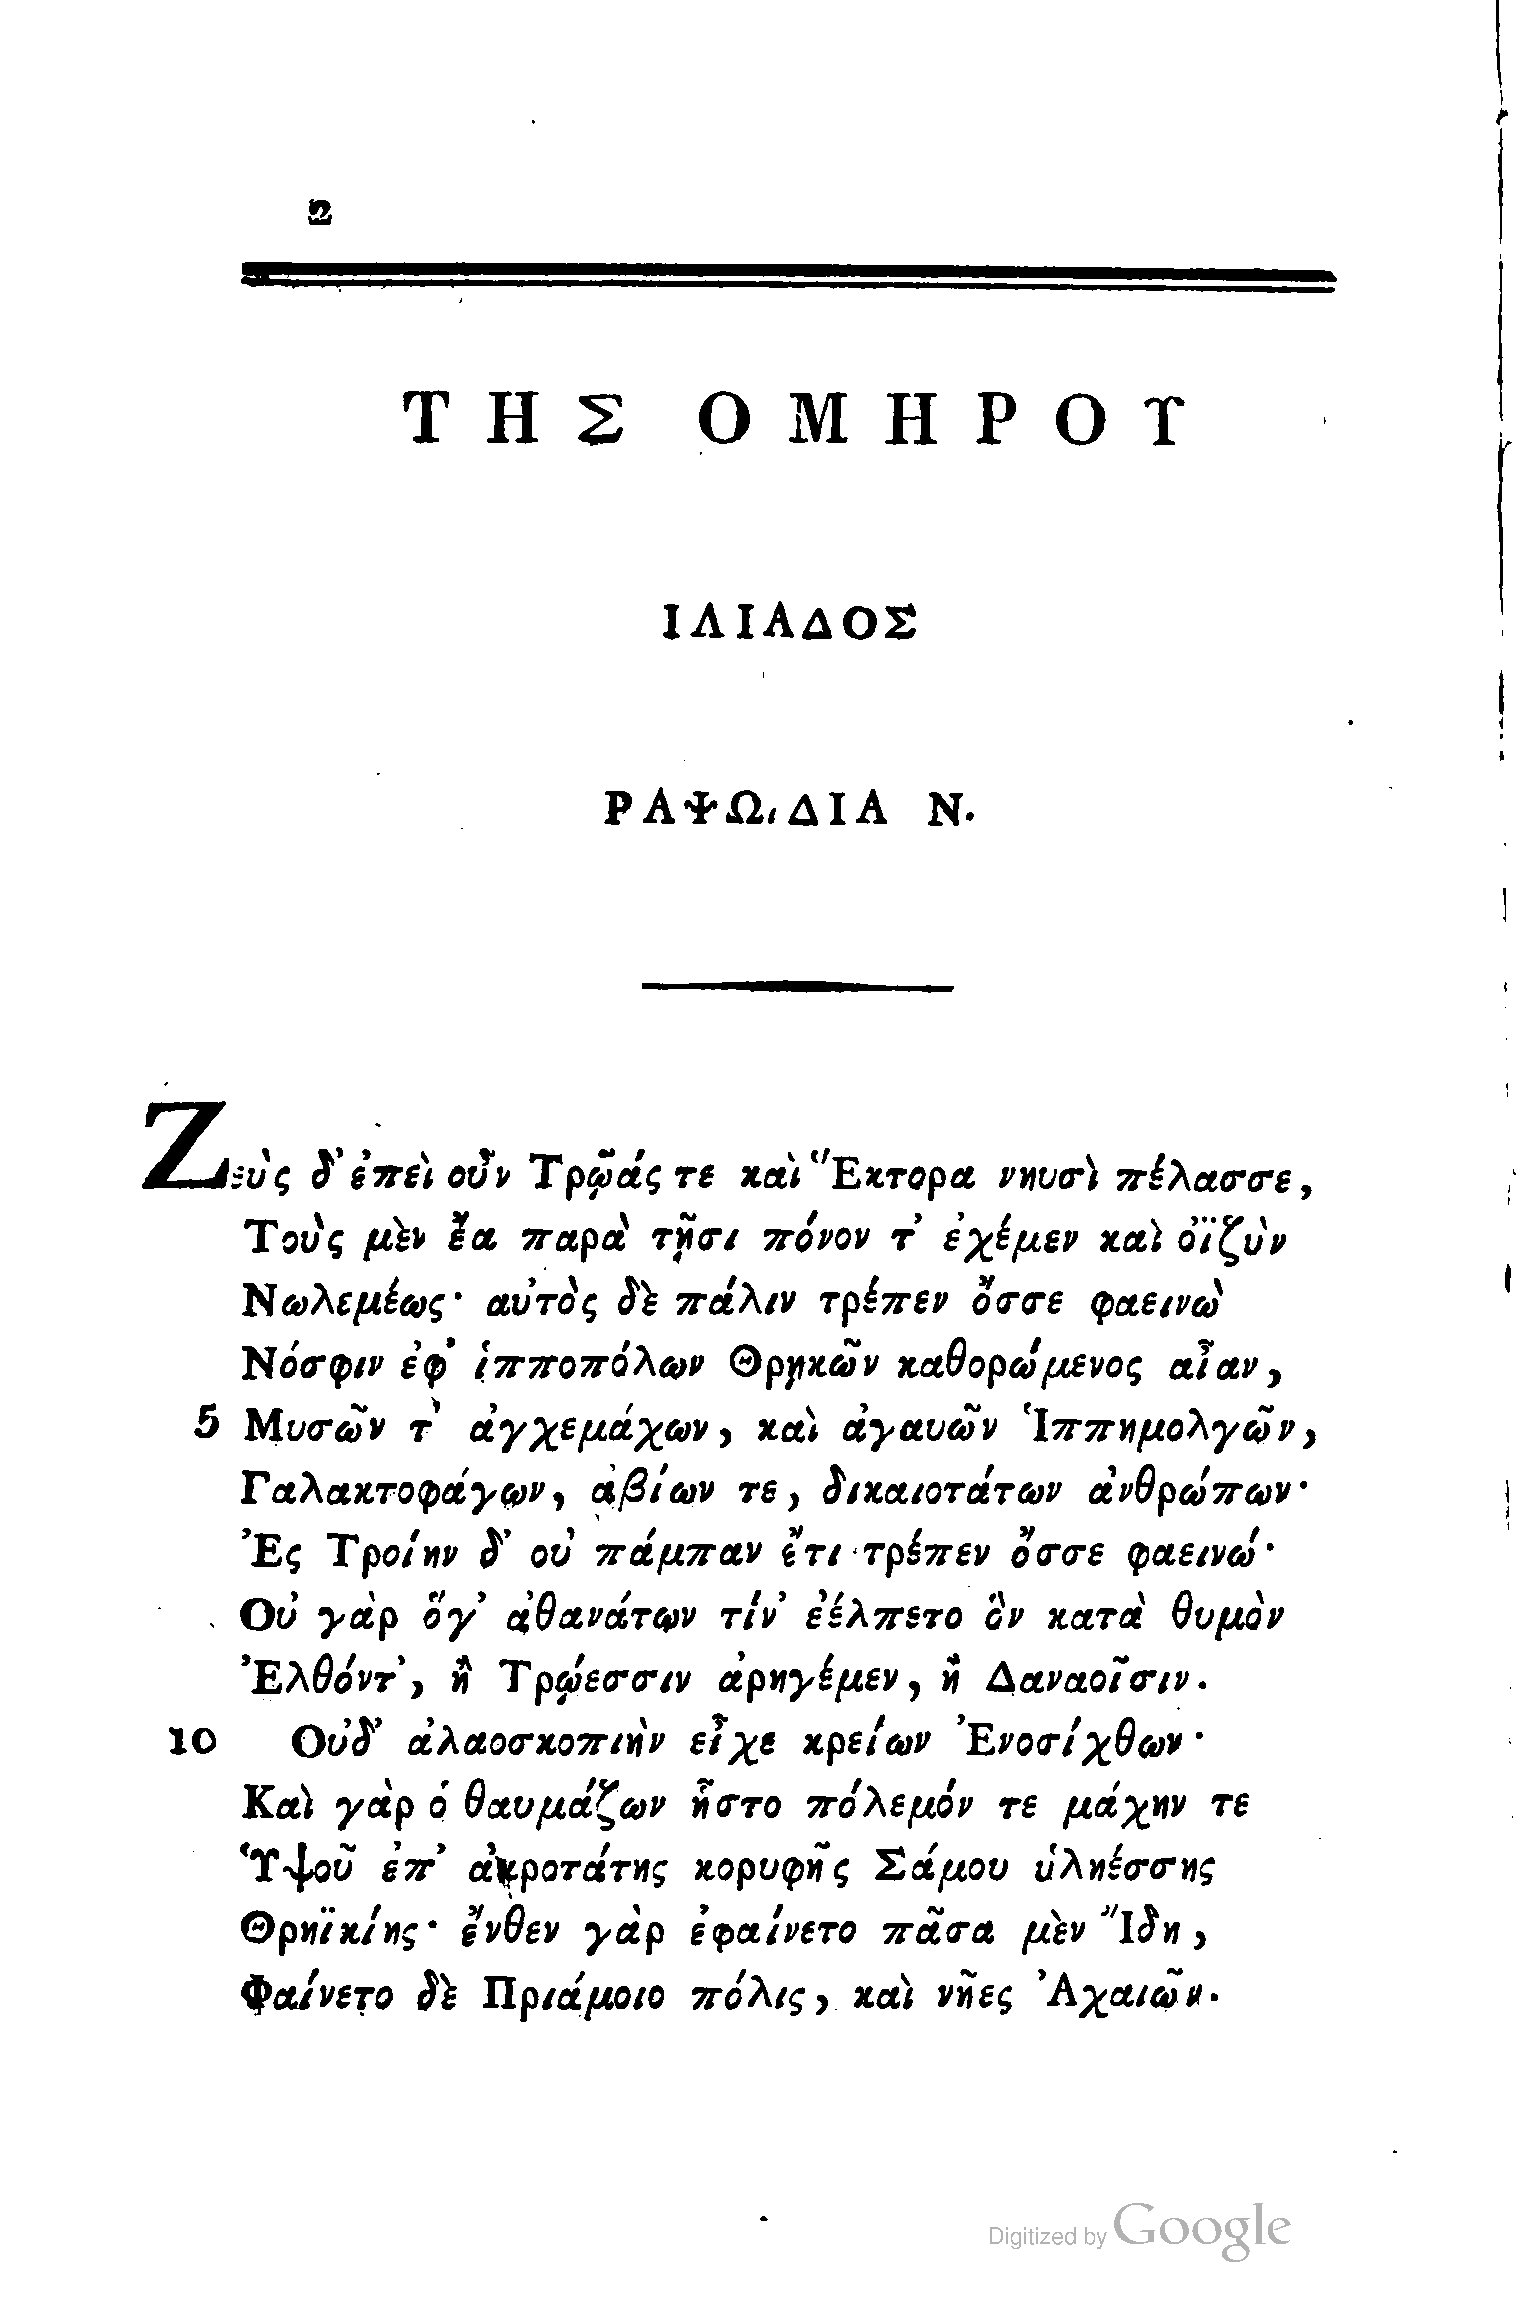 2
ΤΗΣ ΟΜΗΡΟΥ
ΙΛΙΑΔΟΣ
ΡΑΨΩιΔΙΑ Ν.
Ζεὺς δ' ἐπεὶ οὖν Τρῶάς τε καὶ Ἕκτορα νηυσὶ πέλασσε,
Τοὺς μὲν ἔα παρὰ τῇσι πόνον τ' ἐχέμεν καὶ ὀϊζὺν
Νωλεμέως· αὐτὸς δὲ πάλιν τρέπεν ὄσσε φαεινὼ
Νόσφιν ἐφ' ἱπποπόλων Θρῃκῶν καθορώμενος αἶαν,
5 Μυσῶν τ' ἀγχεμάχων, καὶ ἀγαυῶν Ἱππημολγῶν,
Γαλακτοφάγων, ἀβίων τε, δικαιοτάτων ἀνθρώπων·
Ἐς Τροίην δ' οὐ πάμπαν ἔτι τρέπεν ὄσσε φαεινώ·
Οὐ γὰρ ὅγ' ἀθανάτων τίν' ἐέλπετο ὃν κατὰ θυμὸν
Ἐλθόντ', ἢ Τρώεσσιν ἀρηγέμεν, ἢ Δαναοῖσιν.
10 Οὐδ' ἀλαοσκοπιὴν εἶχε κρείων Ἐνοσίχθων·
Καὶ γὰρ ὁ θαυμάζων ἧστο πόλεμόν τε μάχην τε
Ὑψοῦ ἐπ' ἀκροτάτης κορυφῆς Σάμου ὑληέσσης
Θρηϊκίης· ἔνθεν γὰρ ἐφαίνετο πᾶσα μὲν Ἴδη,
Φαίνετο δὲ Πριάμοιο πόλις, καὶ νῆες Ἀχαιῶν.
Digitized by Google